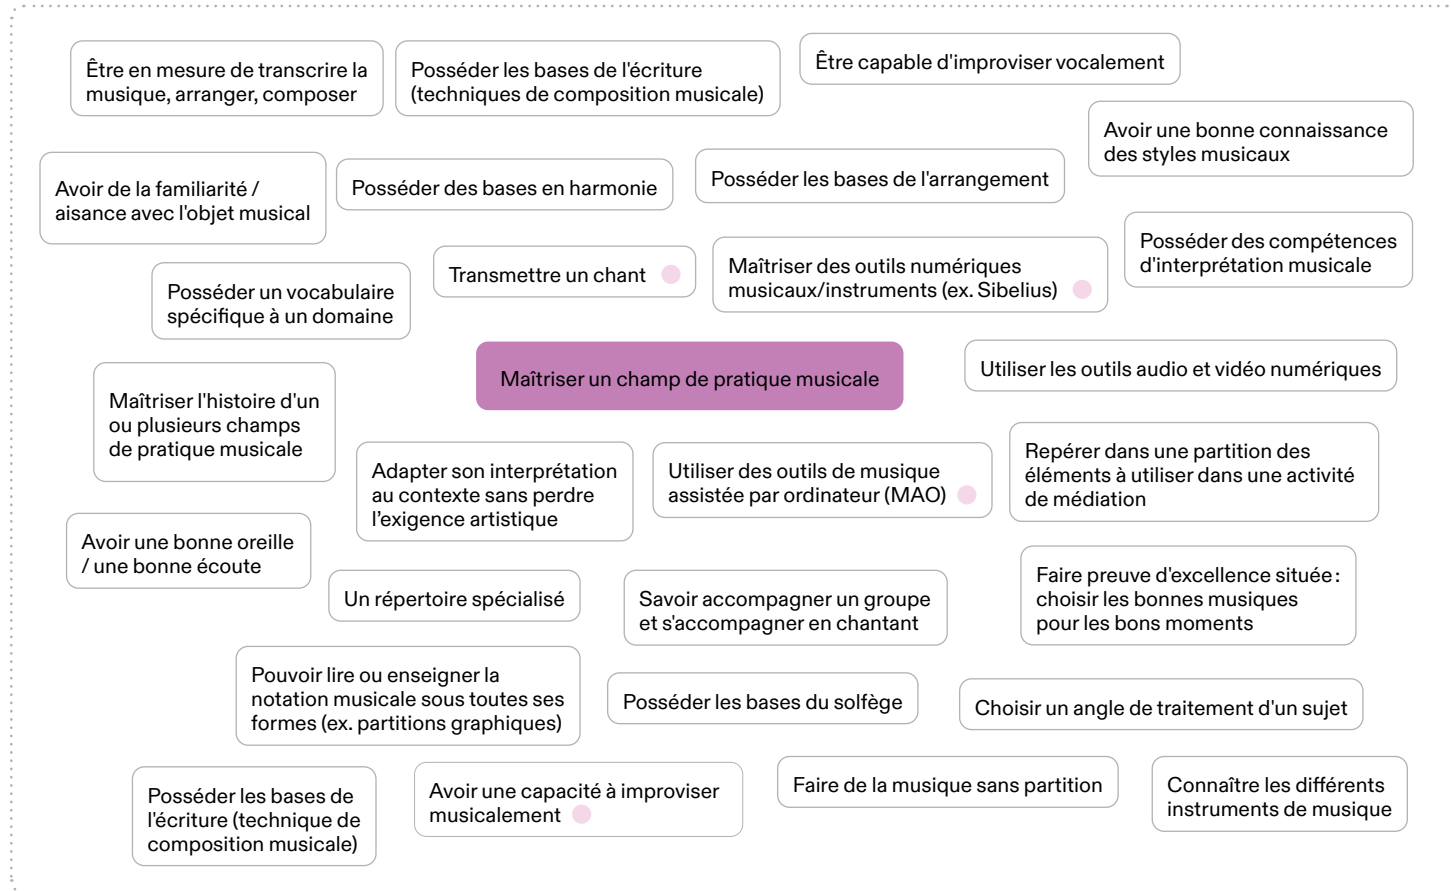 Être en mesure de transcrire la
musique, arranger, composer
Posséder les bases de l'écriture
(techniques de composition musicale)
Être capable d'improviser vocalement
Avoir une bonne connaissance
des styles musicaux
Avoir de la familiarité /
aisance avec l'objet musical
Posséder des bases en harmonie
Posséder les bases de l'arrangement
Posséder des compétences
d'interprétation musicale
Posséder un vocabulaire
spécifique à un domaine
Transmettre un chant
Maîtriser des outils numériques
musicaux/instruments (ex. Sibelius)
Maîtriser un champ de pratique musicale
Utiliser les outils audio et vidéo numériques
Maîtriser l'histoire d'un
ou plusieurs champs
de pratique musicale
Adapter son interprétation
au contexte sans perdre
l’exigence artistique
Utiliser des outils de musique
assistée par ordinateur (MAO)
Repérer dans une partition des
éléments à utiliser dans une activité
de médiation
Avoir une bonne oreille
/ une bonne écoute
Un répertoire spécialisé
Savoir accompagner un groupe
et s'accompagner en chantant
Faire preuve d'excellence située :
choisir les bonnes musiques
pour les bons moments
Pouvoir lire ou enseigner la
notation musicale sous toutes ses
formes (ex. partitions graphiques)
Posséder les bases du solfège
Choisir un angle de traitement d'un sujet
Posséder les bases de
l'écriture (technique de
composition musicale)
Avoir une capacité à improviser
musicalement
Faire de la musique sans partition
Connaître les différents
instruments de musique